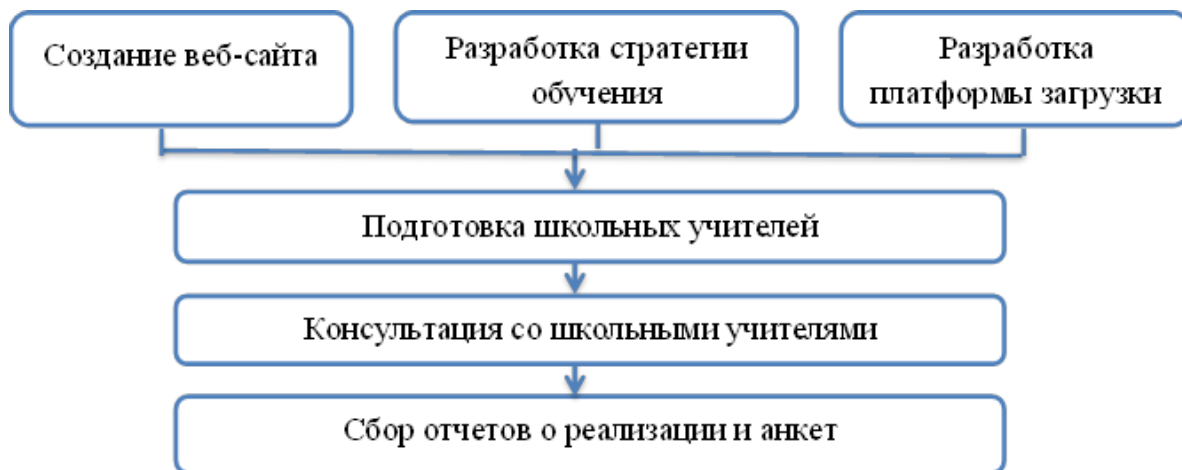 Создание веб-сайта
Разработка стратегии
обучения
Разработка
платформы загрузки
Подготовка школьных учителей
Консультация со школьными учителями
Сбор отчетов о реализации и анкет